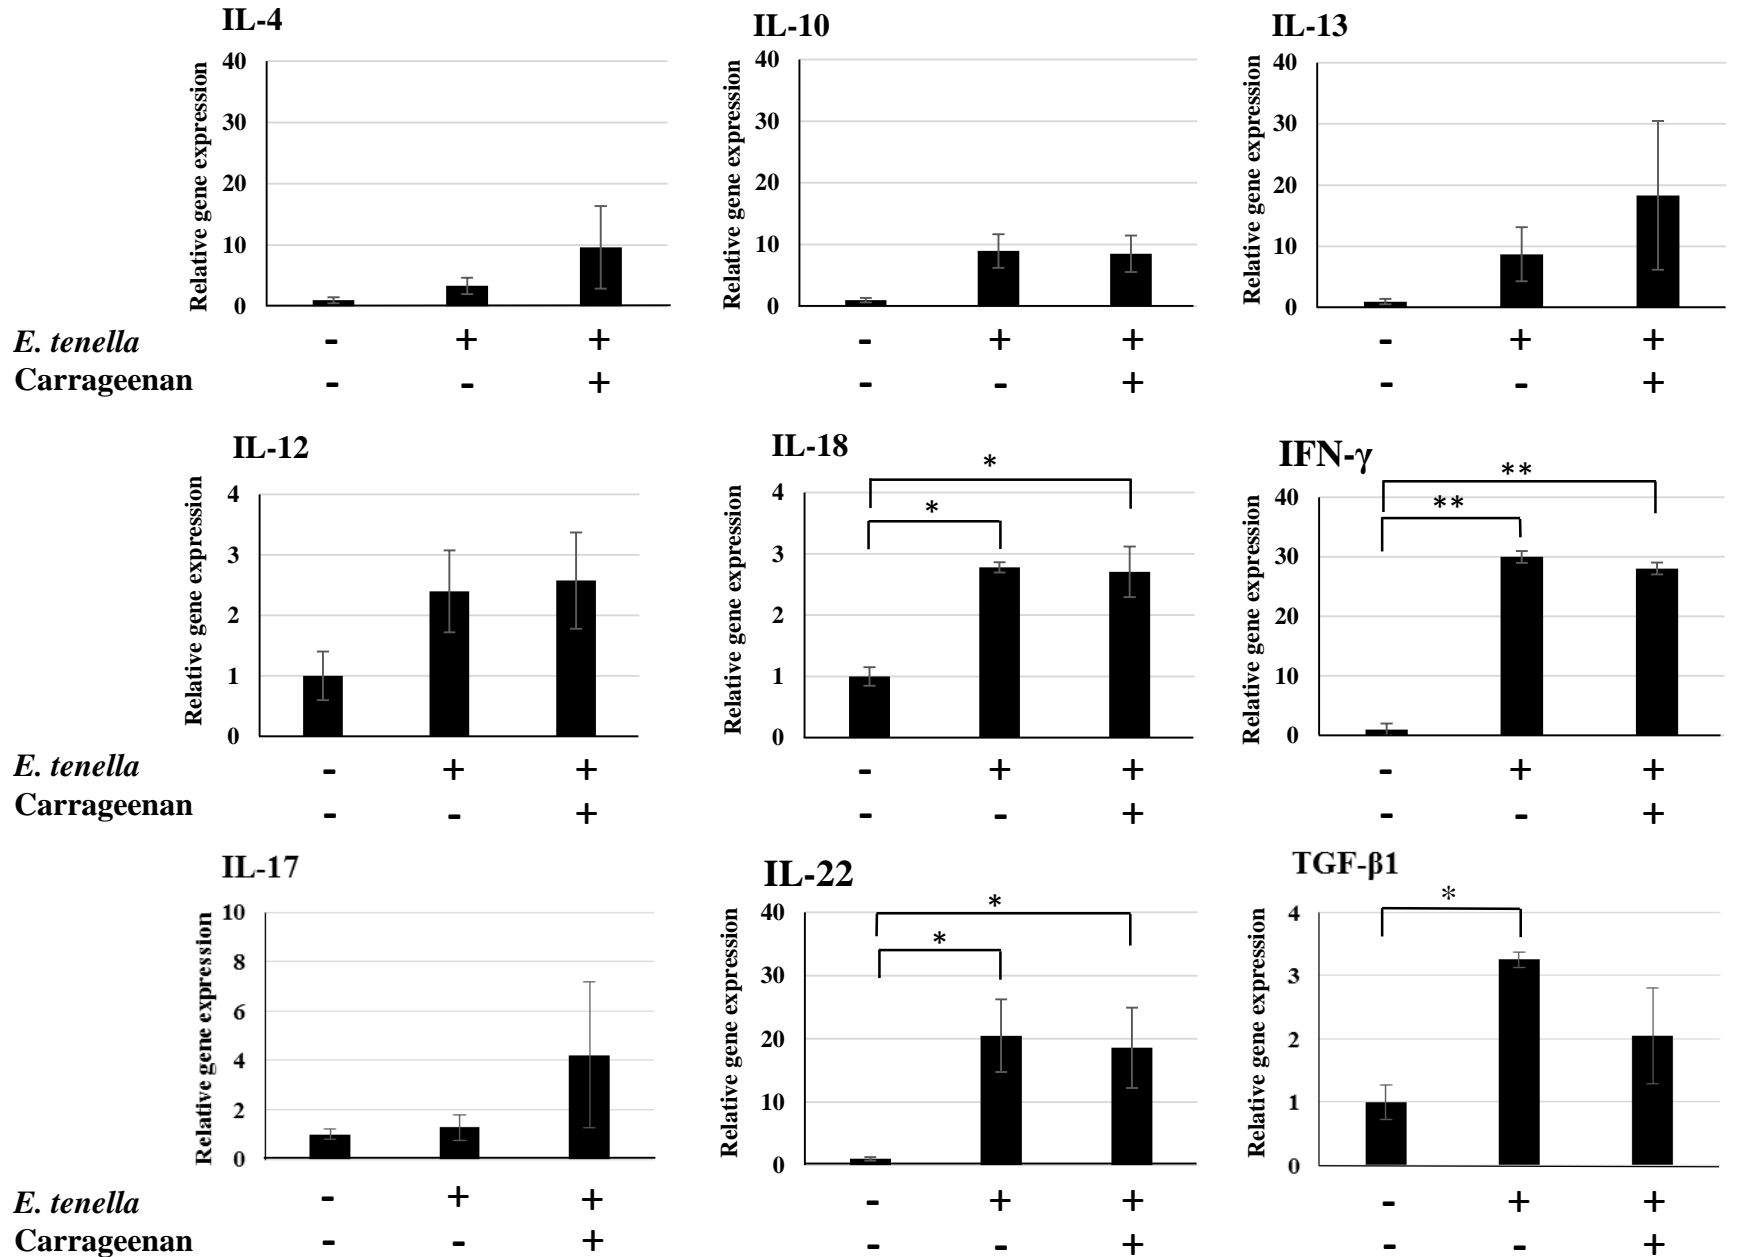 IL-4 IL-10 IL-13
Relative gene expression
40
30
20
10
0
Relative gene expression
40
30
20
10
0
Relative gene expression
40
30
20
10
0
E. tenella - + + - + + - + +
Carrageenan - - + - - + - - +
IL-12 IL-18 IFN-γ
Relative gene expression
4
3
2
1
0
* *
Relative gene expression
4
3
2
1
0
** **
Relative gene expression
40
30
20
10
0
E. tenella - + + - + + - + +
Carrageenan - - + - - + - - +
IL-17 IL-22 TGF-β1
Relative gene expression
10
8
6
4
2
0
* *
Relative gene expression
40
30
20
10
0
*
Relative gene expression
4
3
2
1
0
E. tenella - + + - + + - + +
Carrageenan - - + - - + - - +